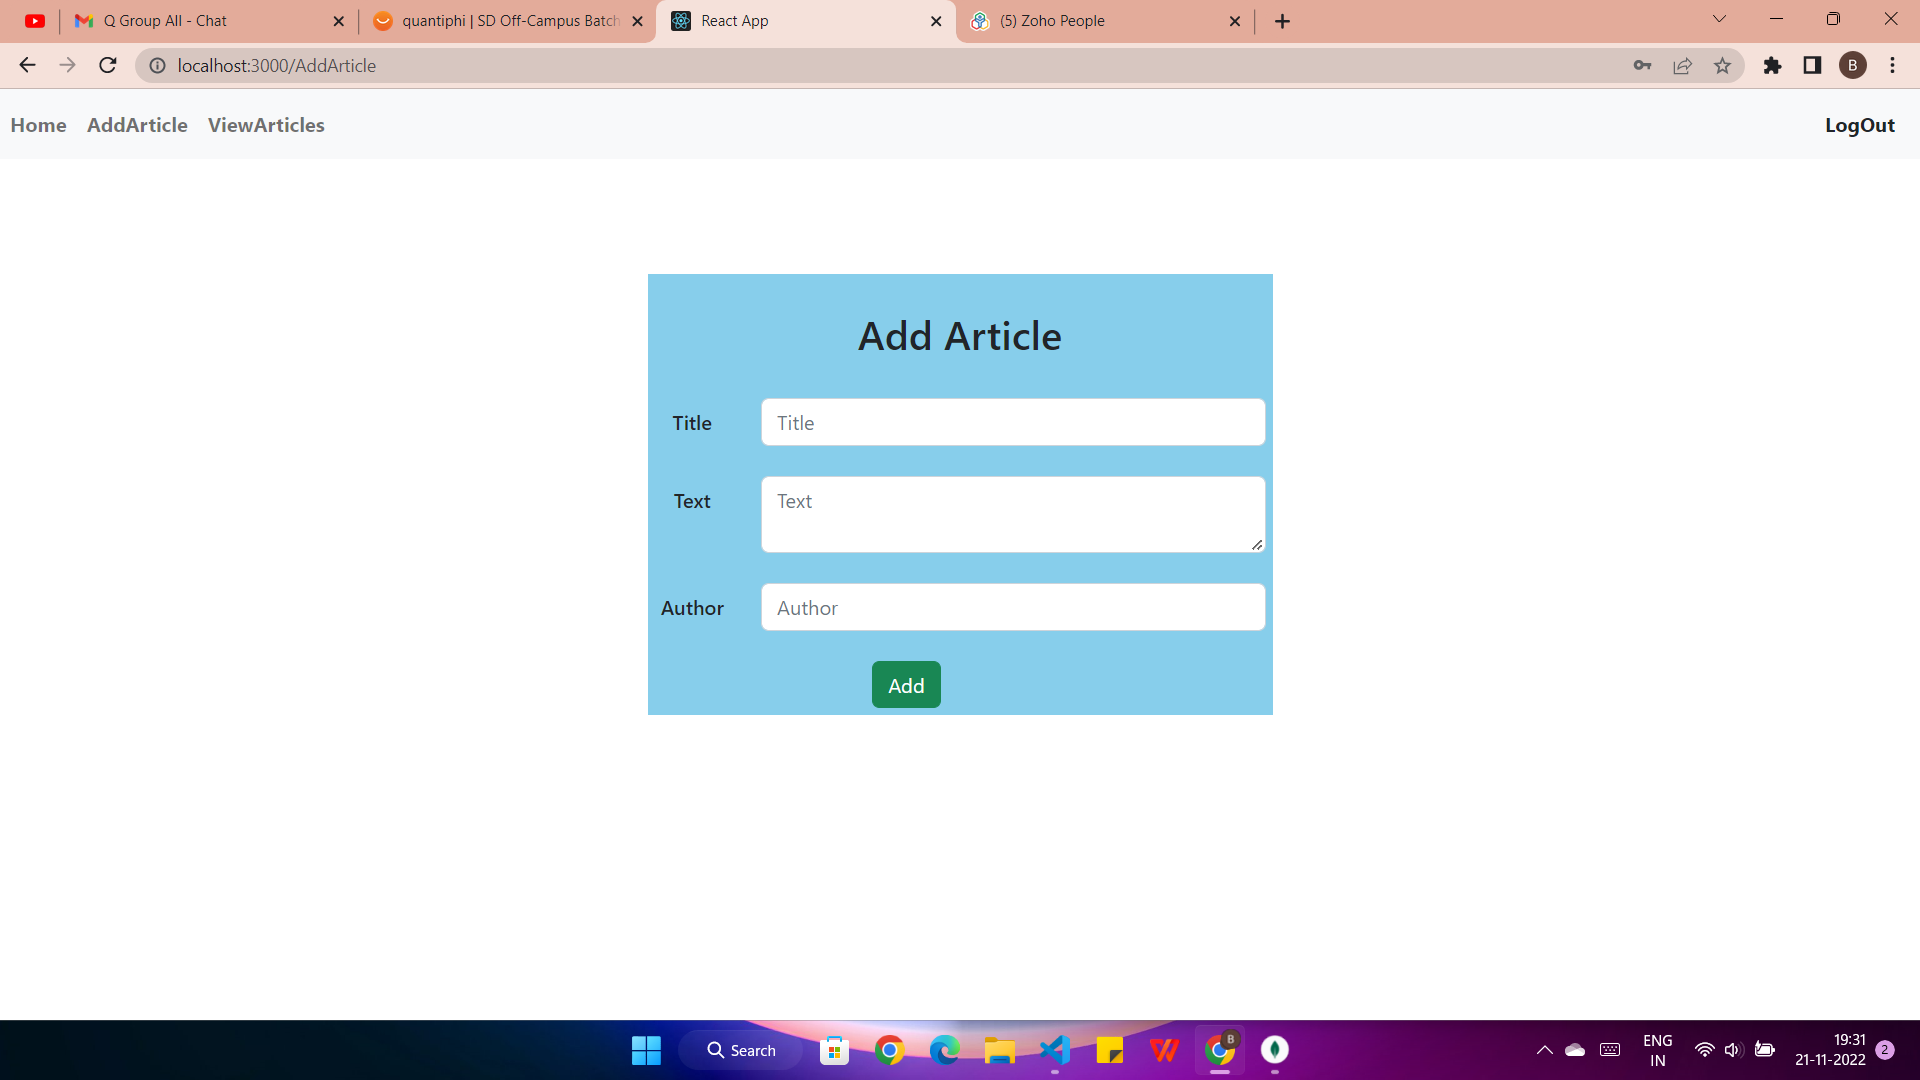 Q Group All - Chat
quantiphi | SD Off-Campus Batch
React App
(5) Zoho People
localhost:3000/AddArticle
B
Home AddArticle ViewArticles LogOut
Add Article
Title Title
Text Text
Author Author
Add
Search
B
ENG
IN
19:31
21-11-2022
2